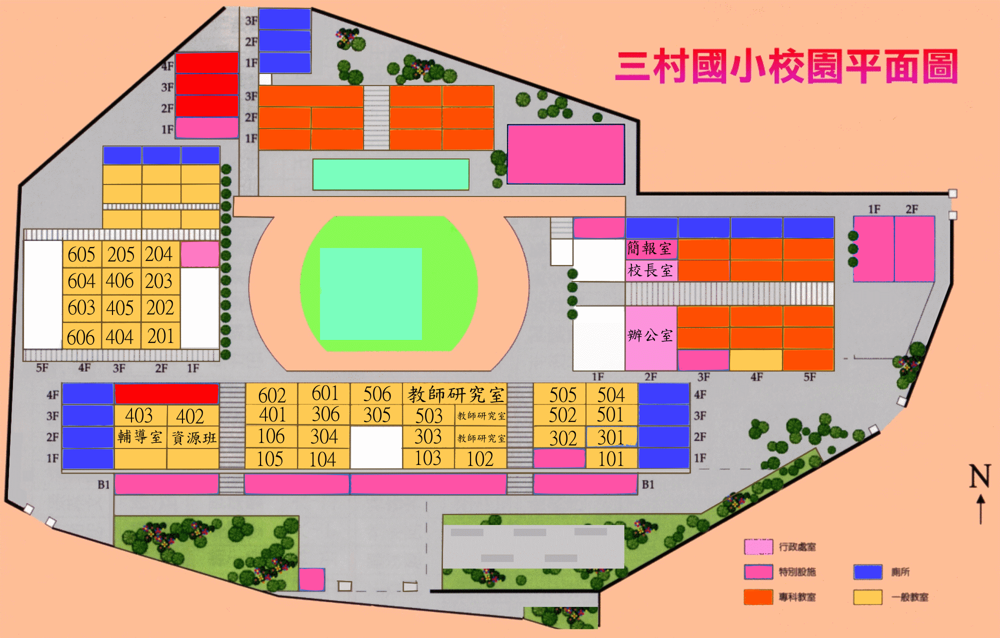 三村國小校園平面圖
3F
2F
1F
4F
3F
2F
1F
3F
2F
1F
1F 2F
605 205 204
604 406 203
603 405 202
606 404 201
5F 4F 3F 2F 1F
簡報室
校長室
辦公室
1F 2F 3F 4F 5F
4F 602 601 506 教師研究室 505 504 4F
3F 403 402 401 306 305 503 教師研究室 502 501 3F
2F 輔導室 資源班 106 304 303 教師研究室 302 301 2F
1F 105 104 103 102 101 1F
B1 B1
N
行政處室
特別設施 廁所
專科教室 一般教室